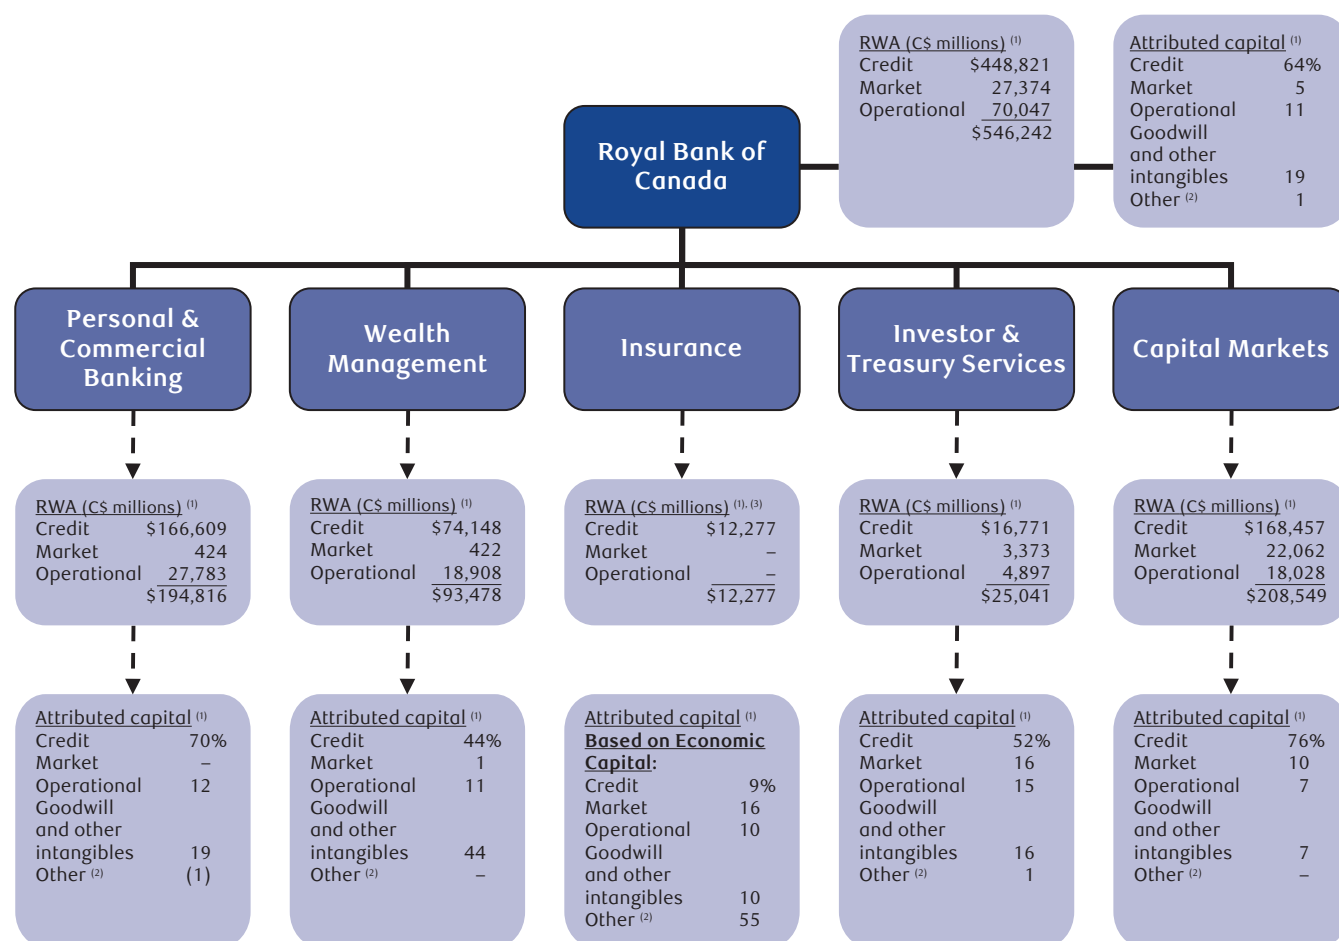 RWA (C$ millions) (1)
Credit $448,821
Market 27,374
Operational 70,047
$546,242
Attributed capital (1)
Credit 64%
Market 5
Operational 11
Goodwill
and other
intangibles 19
Other (2) 1
Royal Bank of
Canada
Personal &
Commercial
Banking
Wealth
Management
Insurance
Investor &
Treasury Services
Capital Markets
RWA (C$ millions) (1)
Credit $166,609
Market 424
Operational 27,783
$194,816
RWA (C$ millions) (1)
Credit $74,148
Market 422
Operational 18,908
$93,478
RWA (C$ millions) (1), (3)
Credit $12,277
Market –
Operational –
$12,277
RWA (C$ millions) (1)
Credit $16,771
Market 3,373
Operational 4,897
$25,041
RWA (C$ millions) (1)
Credit $168,457
Market 22,062
Operational 18,028
$208,549
Attributed capital (1)
Credit 70%
Market –
Operational 12
Goodwill
and other
intangibles 19
Other (2) (1)
Attributed capital (1)
Credit 44%
Market 1
Operational 11
Goodwill
and other
intangibles 44
Other (2) –
Attributed capital (1)
Based on Economic
Capital:
Credit 9%
Market 16
Operational 10
Goodwill
and other
intangibles 10
Other (2) 55
Attributed capital (1)
Credit 52%
Market 16
Operational 15
Goodwill
and other
intangibles 16
Other (2) 1
Attributed capital (1)
Credit 76%
Market 10
Operational 7
Goodwill
and other
intangibles 7
Other (2) –